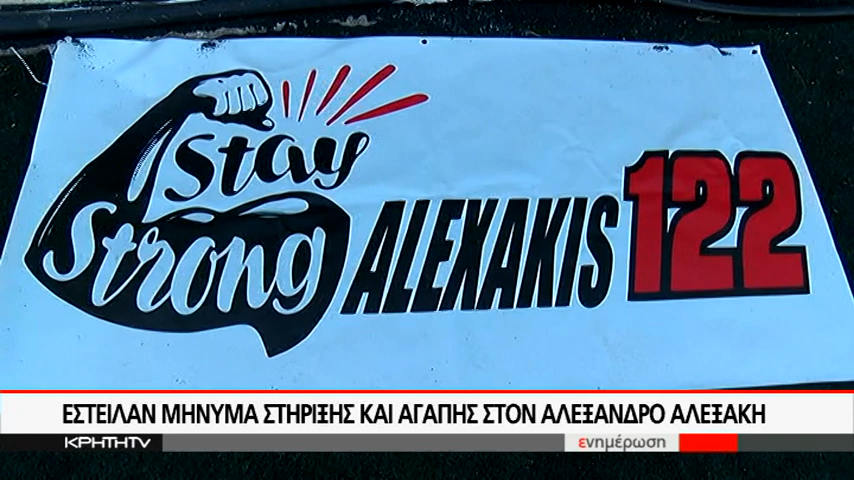 Stay
Strong
ALEXAKIS 122
ΕΣΤΕΙΛΑΝ ΜΗΝΥΜΑ ΣΤΗΡΙΞΗΣ ΚΑΙ ΑΓΑΠΗΣ ΣΤΟΝ ΑΛΕΞΑΝΔΡΟ ΑΛΕΞΑΚΗ
ΚΡΗΤΗTV ενημέρωση